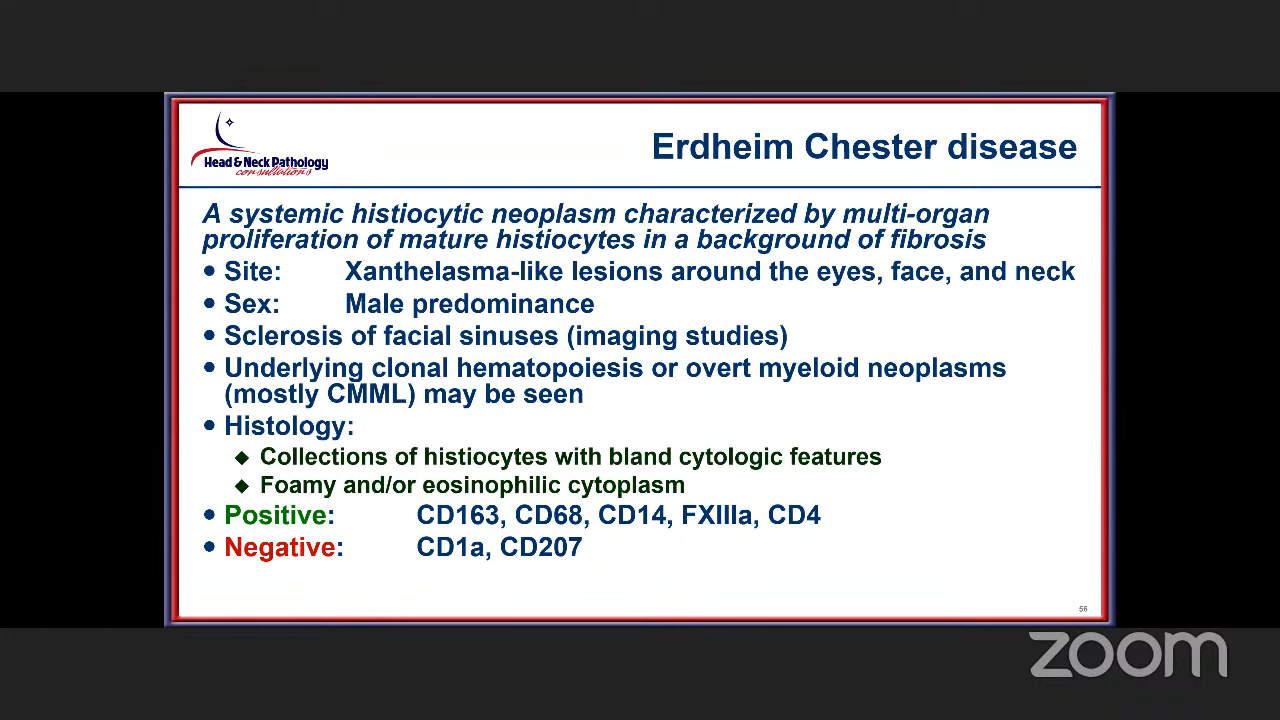 Head & Neck Pathology
consultations
Erdheim Chester disease
A systemic histiocytic neoplasm characterized by multi-organ
proliferation of mature histiocytes in a background of fibrosis
• Site: Xanthelasma-like lesions around the eyes, face, and neck
• Sex: Male predominance
• Sclerosis of facial sinuses (imaging studies)
• Underlying clonal hematopoiesis or overt myeloid neoplasms
(mostly CMML) may be seen
• Histology:
◆ Collections of histiocytes with bland cytologic features
◆ Foamy and/or eosinophilic cytoplasm
• Positive: CD163, CD68, CD14, FXIIIa, CD4
• Negative: CD1a, CD207
56
zoom